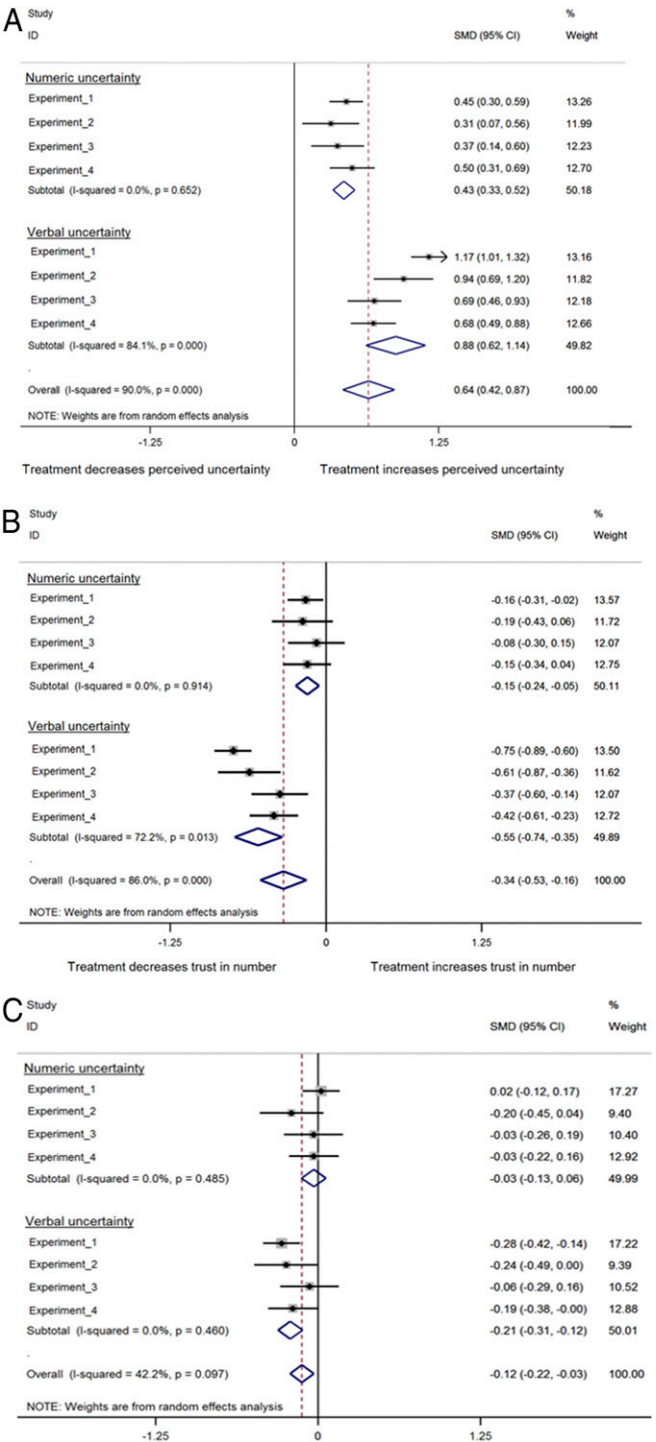 A Study %
ID SMD (95% CI) Weight
Numeric uncertainty
Experiment_1 0.45 (0.30, 0.59) 13.26
Experiment_2 0.31 (0.07, 0.56) 11.99
Experiment_3 0.37 (0.14, 0.60) 12.23
Experiment_4 0.50 (0.31, 0.69) 12.70
Subtotal (I-squared = 0.0%, p = 0.652) 0.43 (0.33, 0.52) 50.18
Verbal uncertainty
Experiment_1 1.17 (1.01, 1.32) 13.16
Experiment_2 0.94 (0.69, 1.20) 11.82
Experiment_3 0.69 (0.46, 0.93) 12.18
Experiment_4 0.68 (0.49, 0.88) 12.66
Subtotal (I-squared = 84.1%, p = 0.000) 0.88 (0.62, 1.14) 49.82
.
Overall (I-squared = 90.0%, p = 0.000) 0.64 (0.42, 0.87) 100.00
NOTE: Weights are from random effects analysis
-1.25 0 1.25
Treatment decreases perceived uncertainty Treatment increases perceived uncertainty
B Study %
ID SMD (95% CI) Weight
Numeric uncertainty
Experiment_1 -0.16 (-0.31, -0.02) 13.57
Experiment_2 -0.19 (-0.43, 0.06) 11.72
Experiment_3 -0.08 (-0.30, 0.15) 12.07
Experiment_4 -0.15 (-0.34, 0.04) 12.75
Subtotal (I-squared = 0.0%, p = 0.914) -0.15 (-0.24, -0.05) 50.11
Verbal uncertainty
Experiment_1 -0.75 (-0.89, -0.60) 13.50
Experiment_2 -0.61 (-0.87, -0.36) 11.62
Experiment_3 -0.37 (-0.60, -0.14) 12.07
Experiment_4 -0.42 (-0.61, -0.23) 12.72
Subtotal (I-squared = 72.2%, p = 0.013) -0.55 (-0.74, -0.35) 49.89
.
Overall (I-squared = 86.0%, p = 0.000) -0.34 (-0.53, -0.16) 100.00
NOTE: Weights are from random effects analysis
-1.25 0 1.25
Treatment decreases trust in number Treatment increases trust in number
C Study %
ID SMD (95% CI) Weight
Numeric uncertainty
Experiment_1 0.02 (-0.12, 0.17) 17.27
Experiment_2 -0.20 (-0.45, 0.04) 9.40
Experiment_3 -0.03 (-0.26, 0.19) 10.40
Experiment_4 -0.03 (-0.22, 0.16) 12.92
Subtotal (I-squared = 0.0%, p = 0.485) -0.03 (-0.13, 0.06) 49.99
Verbal uncertainty
Experiment_1 -0.28 (-0.42, -0.14) 17.22
Experiment_2 -0.24 (-0.49, 0.00) 9.39
Experiment_3 -0.06 (-0.29, 0.16) 10.52
Experiment_4 -0.19 (-0.38, -0.00) 12.88
Subtotal (I-squared = 0.0%, p = 0.460) -0.21 (-0.31, -0.12) 50.01
.
Overall (I-squared = 42.2%, p = 0.097) -0.12 (-0.22, -0.03) 100.00
NOTE: Weights are from random effects analysis
-1.25 0 1.25